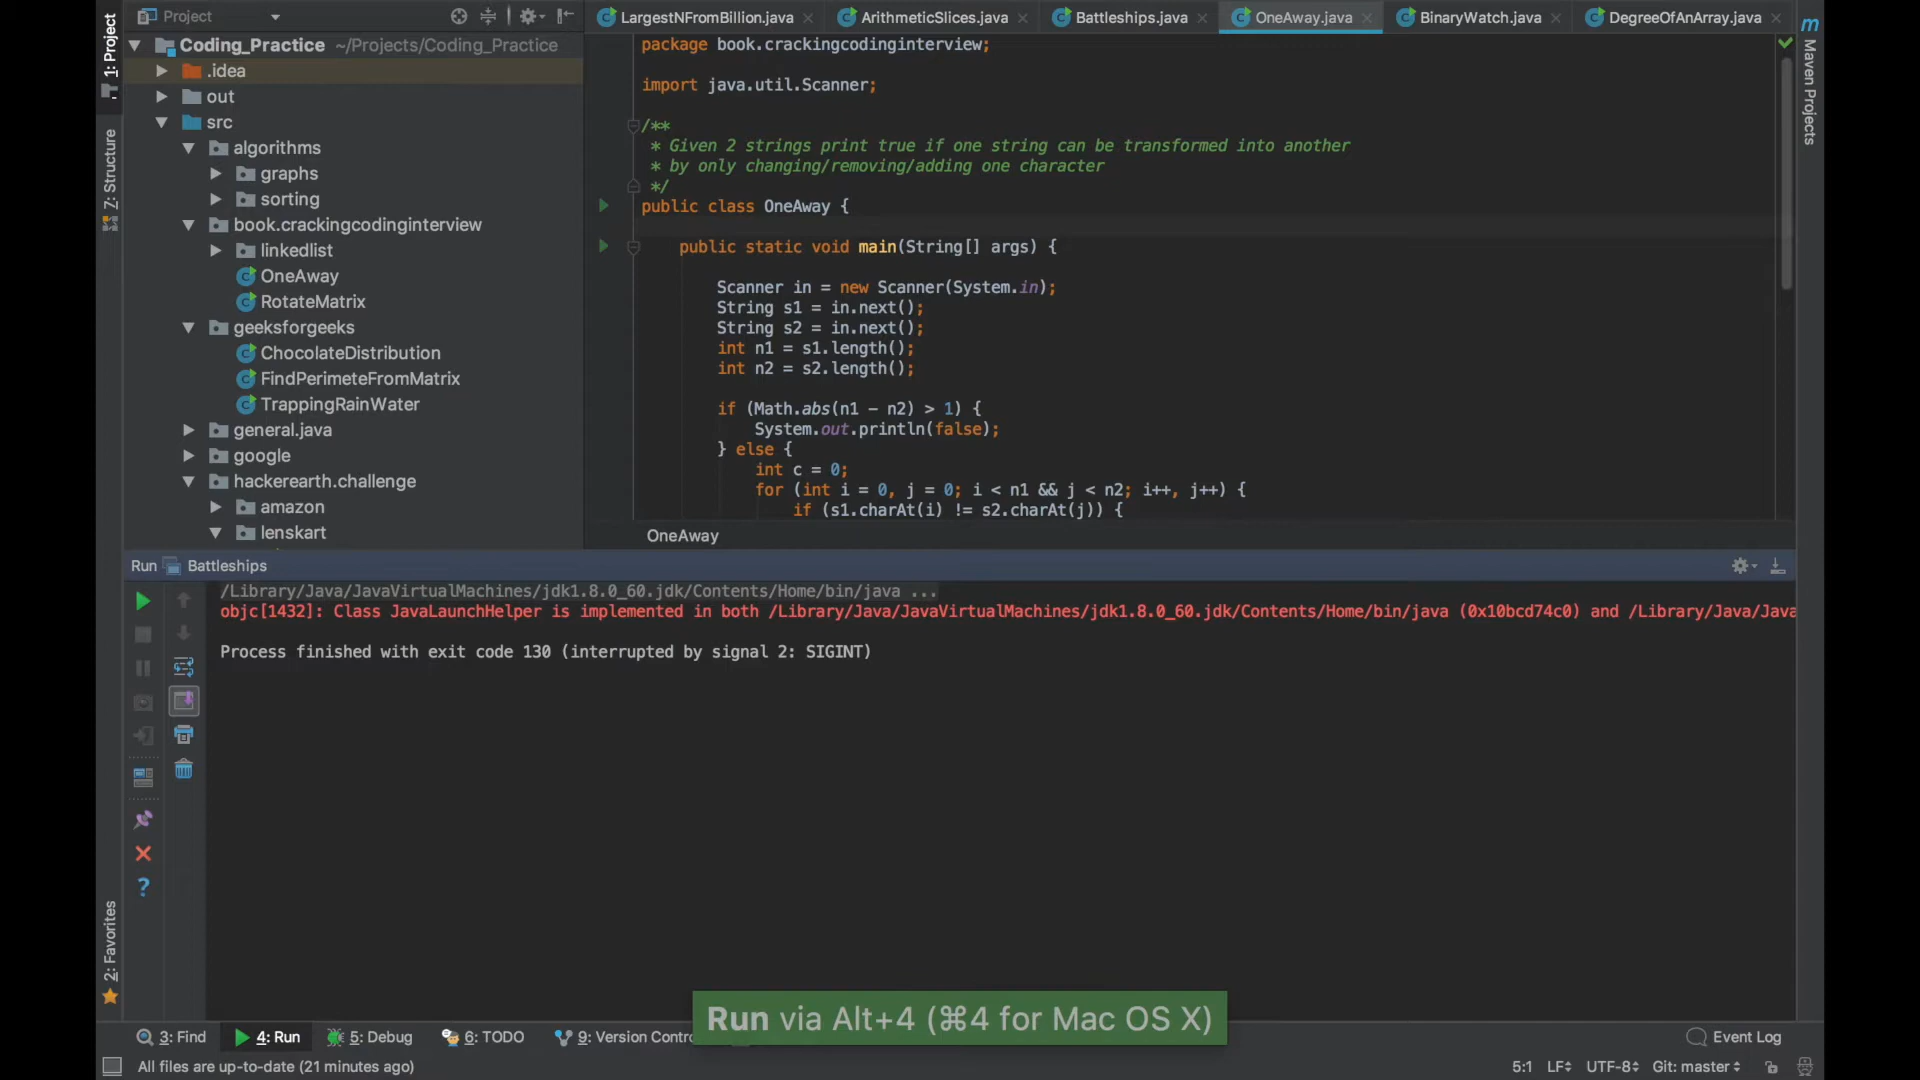 1: Project
Project
Coding_Practice ~/Projects/Coding_Practice
.idea
out
src
algorithms
graphs
sorting
book.crackingcodinginterview
linkedlist
OneAway
RotateMatrix
geeksforgeeks
ChocolateDistribution
FindPerimeteFromMatrix
TrappingRainWater
general.java
google
hackerearth.challenge
amazon
lenskart
7: Structure
LargestNFromBillion.java
ArithmeticSlices.java
Battleships.java
OneAway.java
BinaryWatch.java
DegreeOfAnArray.java
Maven Projects
package book.crackingcodinginterview;
import java.util.Scanner;
/**
* Given 2 strings print true if one string can be transformed into another
* by only changing/removing/adding one character
*/
public class OneAway {
public static void main(String[] args) {
Scanner in = new Scanner(System.in);
String s1 = in.next();
String s2 = in.next();
int n1 = s1.length();
int n2 = s2.length();
if (Math.abs(n1 - n2) > 1) {
System.out.println(false);
} else {
int c = 0;
for (int i = 0, j = 0; i < n1 && j < n2; i++, j++) {
if (s1.charAt(i) != s2.charAt(j)) {
OneAway
Run Battleships
/Library/Java/JavaVirtualMachines/jdk1.8.0_60.jdk/Contents/Home/bin/java ...
objc[1432]: Class JavaLaunchHelper is implemented in both /Library/Java/JavaVirtualMachines/jdk1.8.0_60.jdk/Contents/Home/bin/java (0x10bcd74c0) and /Library/Java/Java
Process finished with exit code 130 (interrupted by signal 2: SIGINT)
2: Favorites
Run via Alt+4 (⌘4 for Mac OS X)
3: Find
4: Run
5: Debug
6: TODO
9: Version Contro
Event Log
All files are up-to-date (21 minutes ago)
5:1 LF UTF-8 Git: master